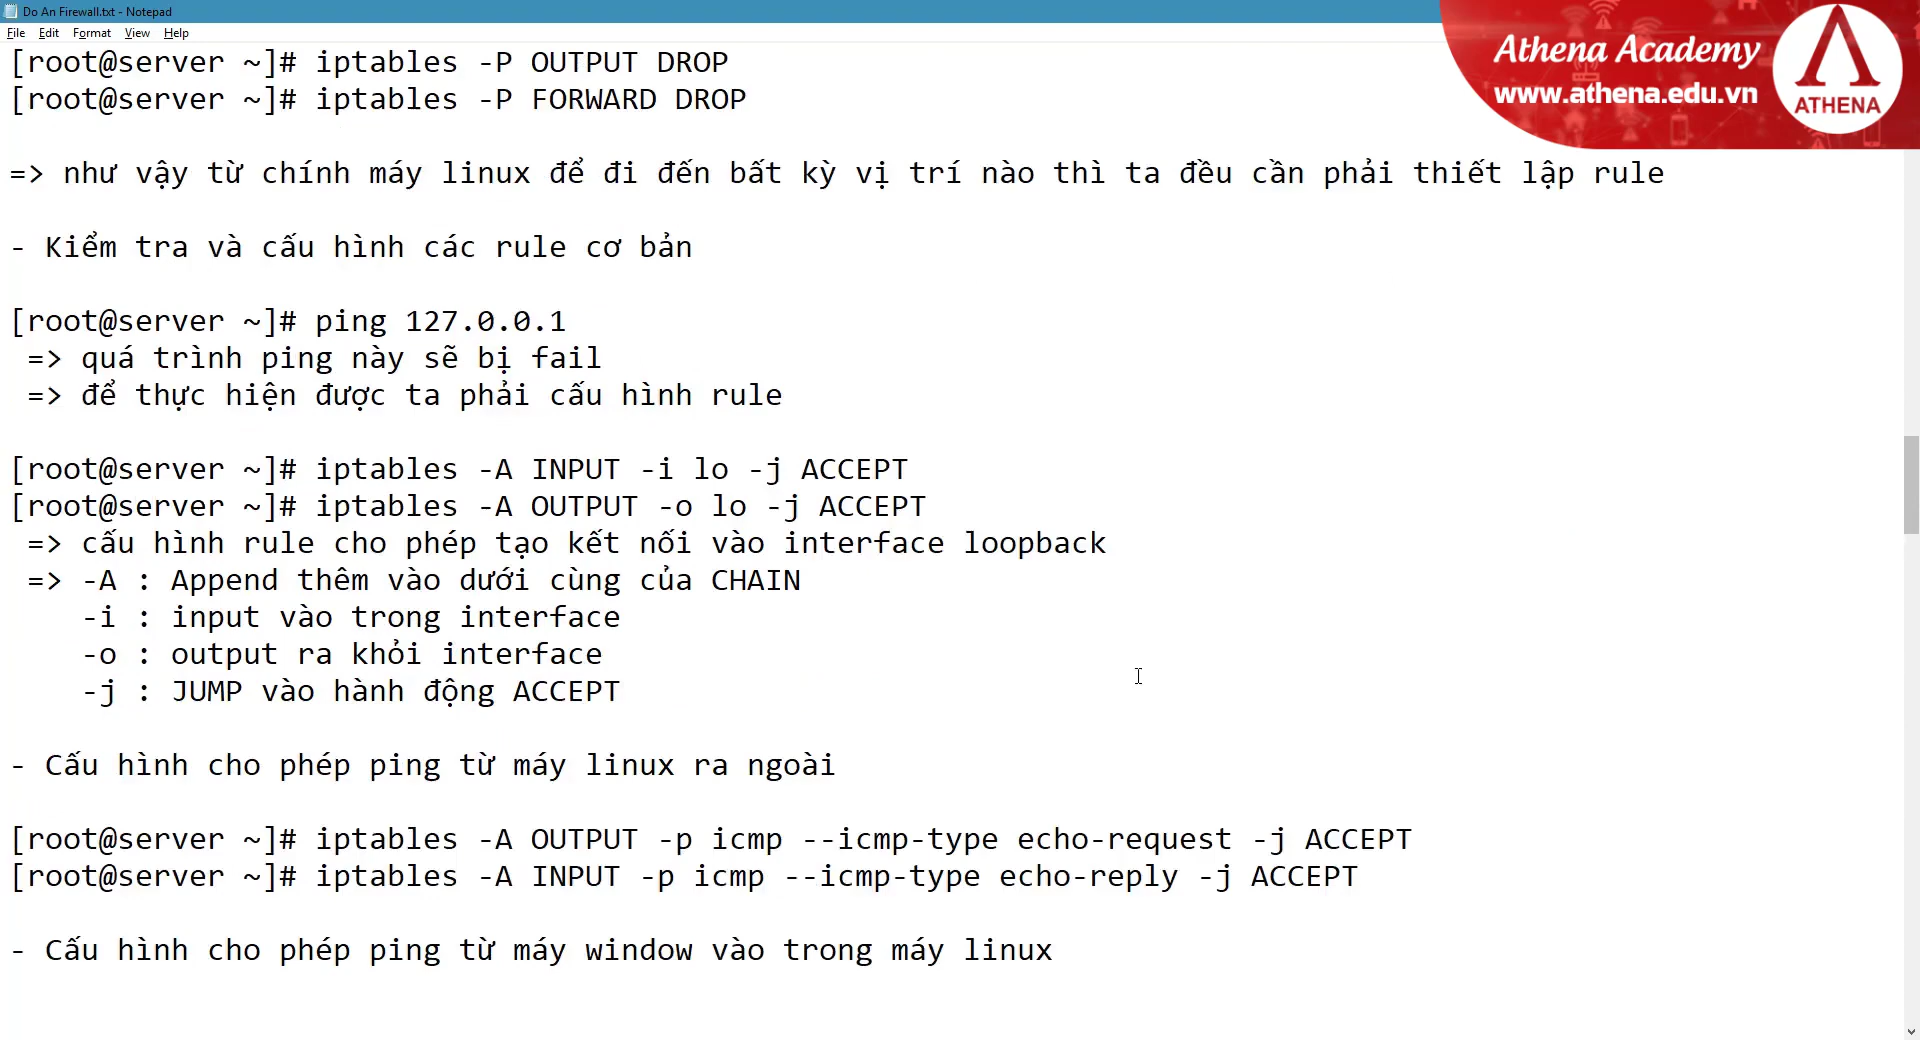 Do An Firewall.txt - Notepad
File Edit Format View Help
[root@server ~]# iptables -P OUTPUT DROP
[root@server ~]# iptables -P FORWARD DROP
Athena Academy
www.athena.edu.vn
ATHENA
=> như vậy từ chính máy linux để đi đến bất kỳ vị trí nào thì ta đều cần phải thiết lập rule
- Kiểm tra và cấu hình các rule cơ bản
[root@server ~]# ping 127.0.0.1
=> quá trình ping này sẽ bị fail
=> để thực hiện được ta phải cấu hình rule
[root@server ~]# iptables -A INPUT -i lo -j ACCEPT
[root@server ~]# iptables -A OUTPUT -o lo -j ACCEPT
=> cấu hình rule cho phép tạo kết nối vào interface loopback
=> -A : Append thêm vào dưới cùng của CHAIN
-i : input vào trong interface
-o : output ra khỏi interface
-j : JUMP vào hành động ACCEPT
- Cấu hình cho phép ping từ máy linux ra ngoài
[root@server ~]# iptables -A OUTPUT -p icmp --icmp-type echo-request -j ACCEPT
[root@server ~]# iptables -A INPUT -p icmp --icmp-type echo-reply -j ACCEPT
- Cấu hình cho phép ping từ máy window vào trong máy linux